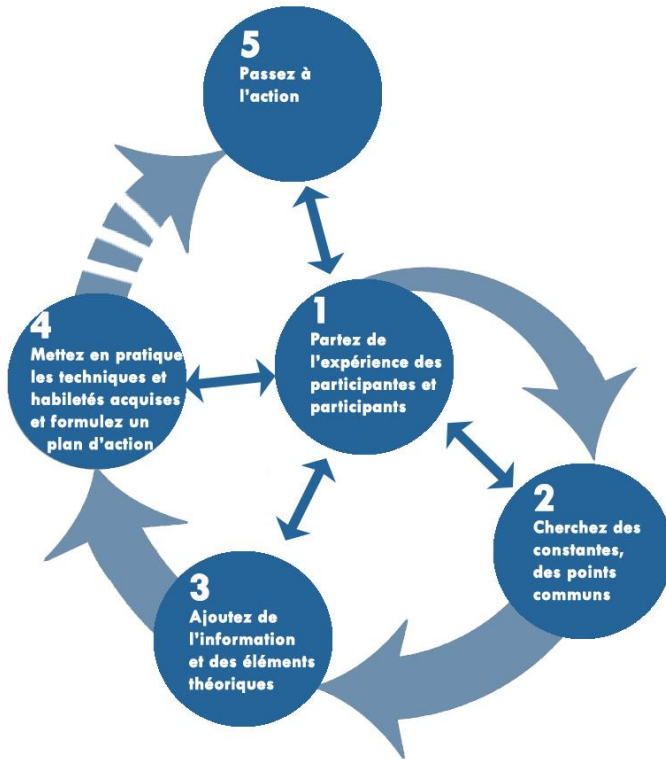 5
Passez à
l'action
1
Partez de
l'expérience des
participantes et
participants
2
Cherchez des
constantes,
des points
communs
3
Ajoutez de
l'information
et des éléments
théoriques
4
Mettez en pratique
les techniques et
habiletés acquises
et formulez un
plan d'action